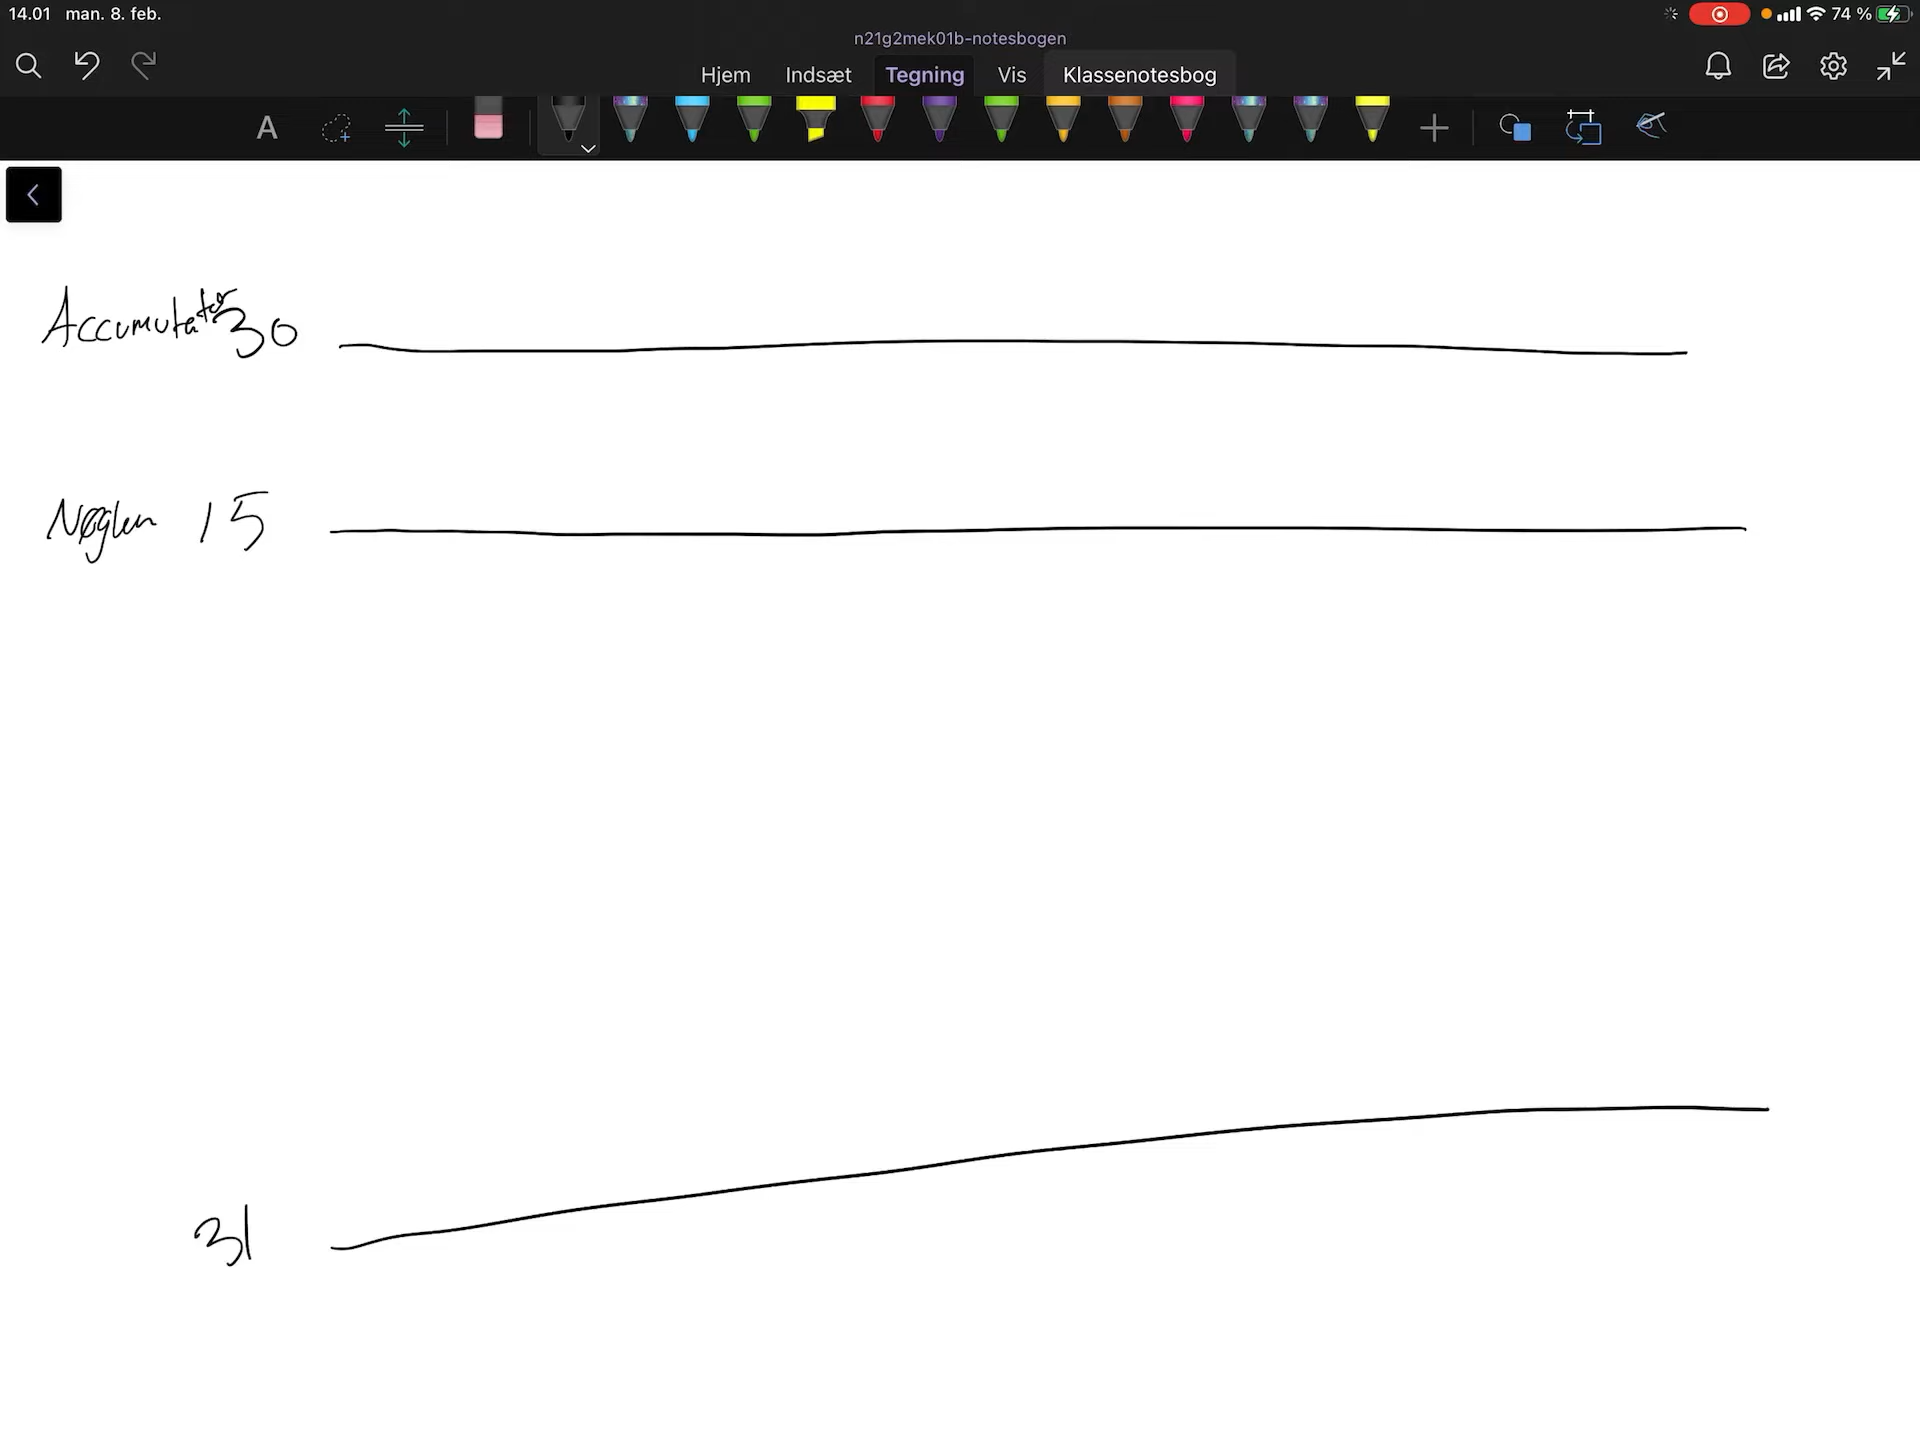 14.01 man. 8. feb.
74 %
n21g2mek01b-notesbogen
Hjem Indsæt Tegning Vis Klassenotesbog
A
Accumulator 30
Nøglen 15
31